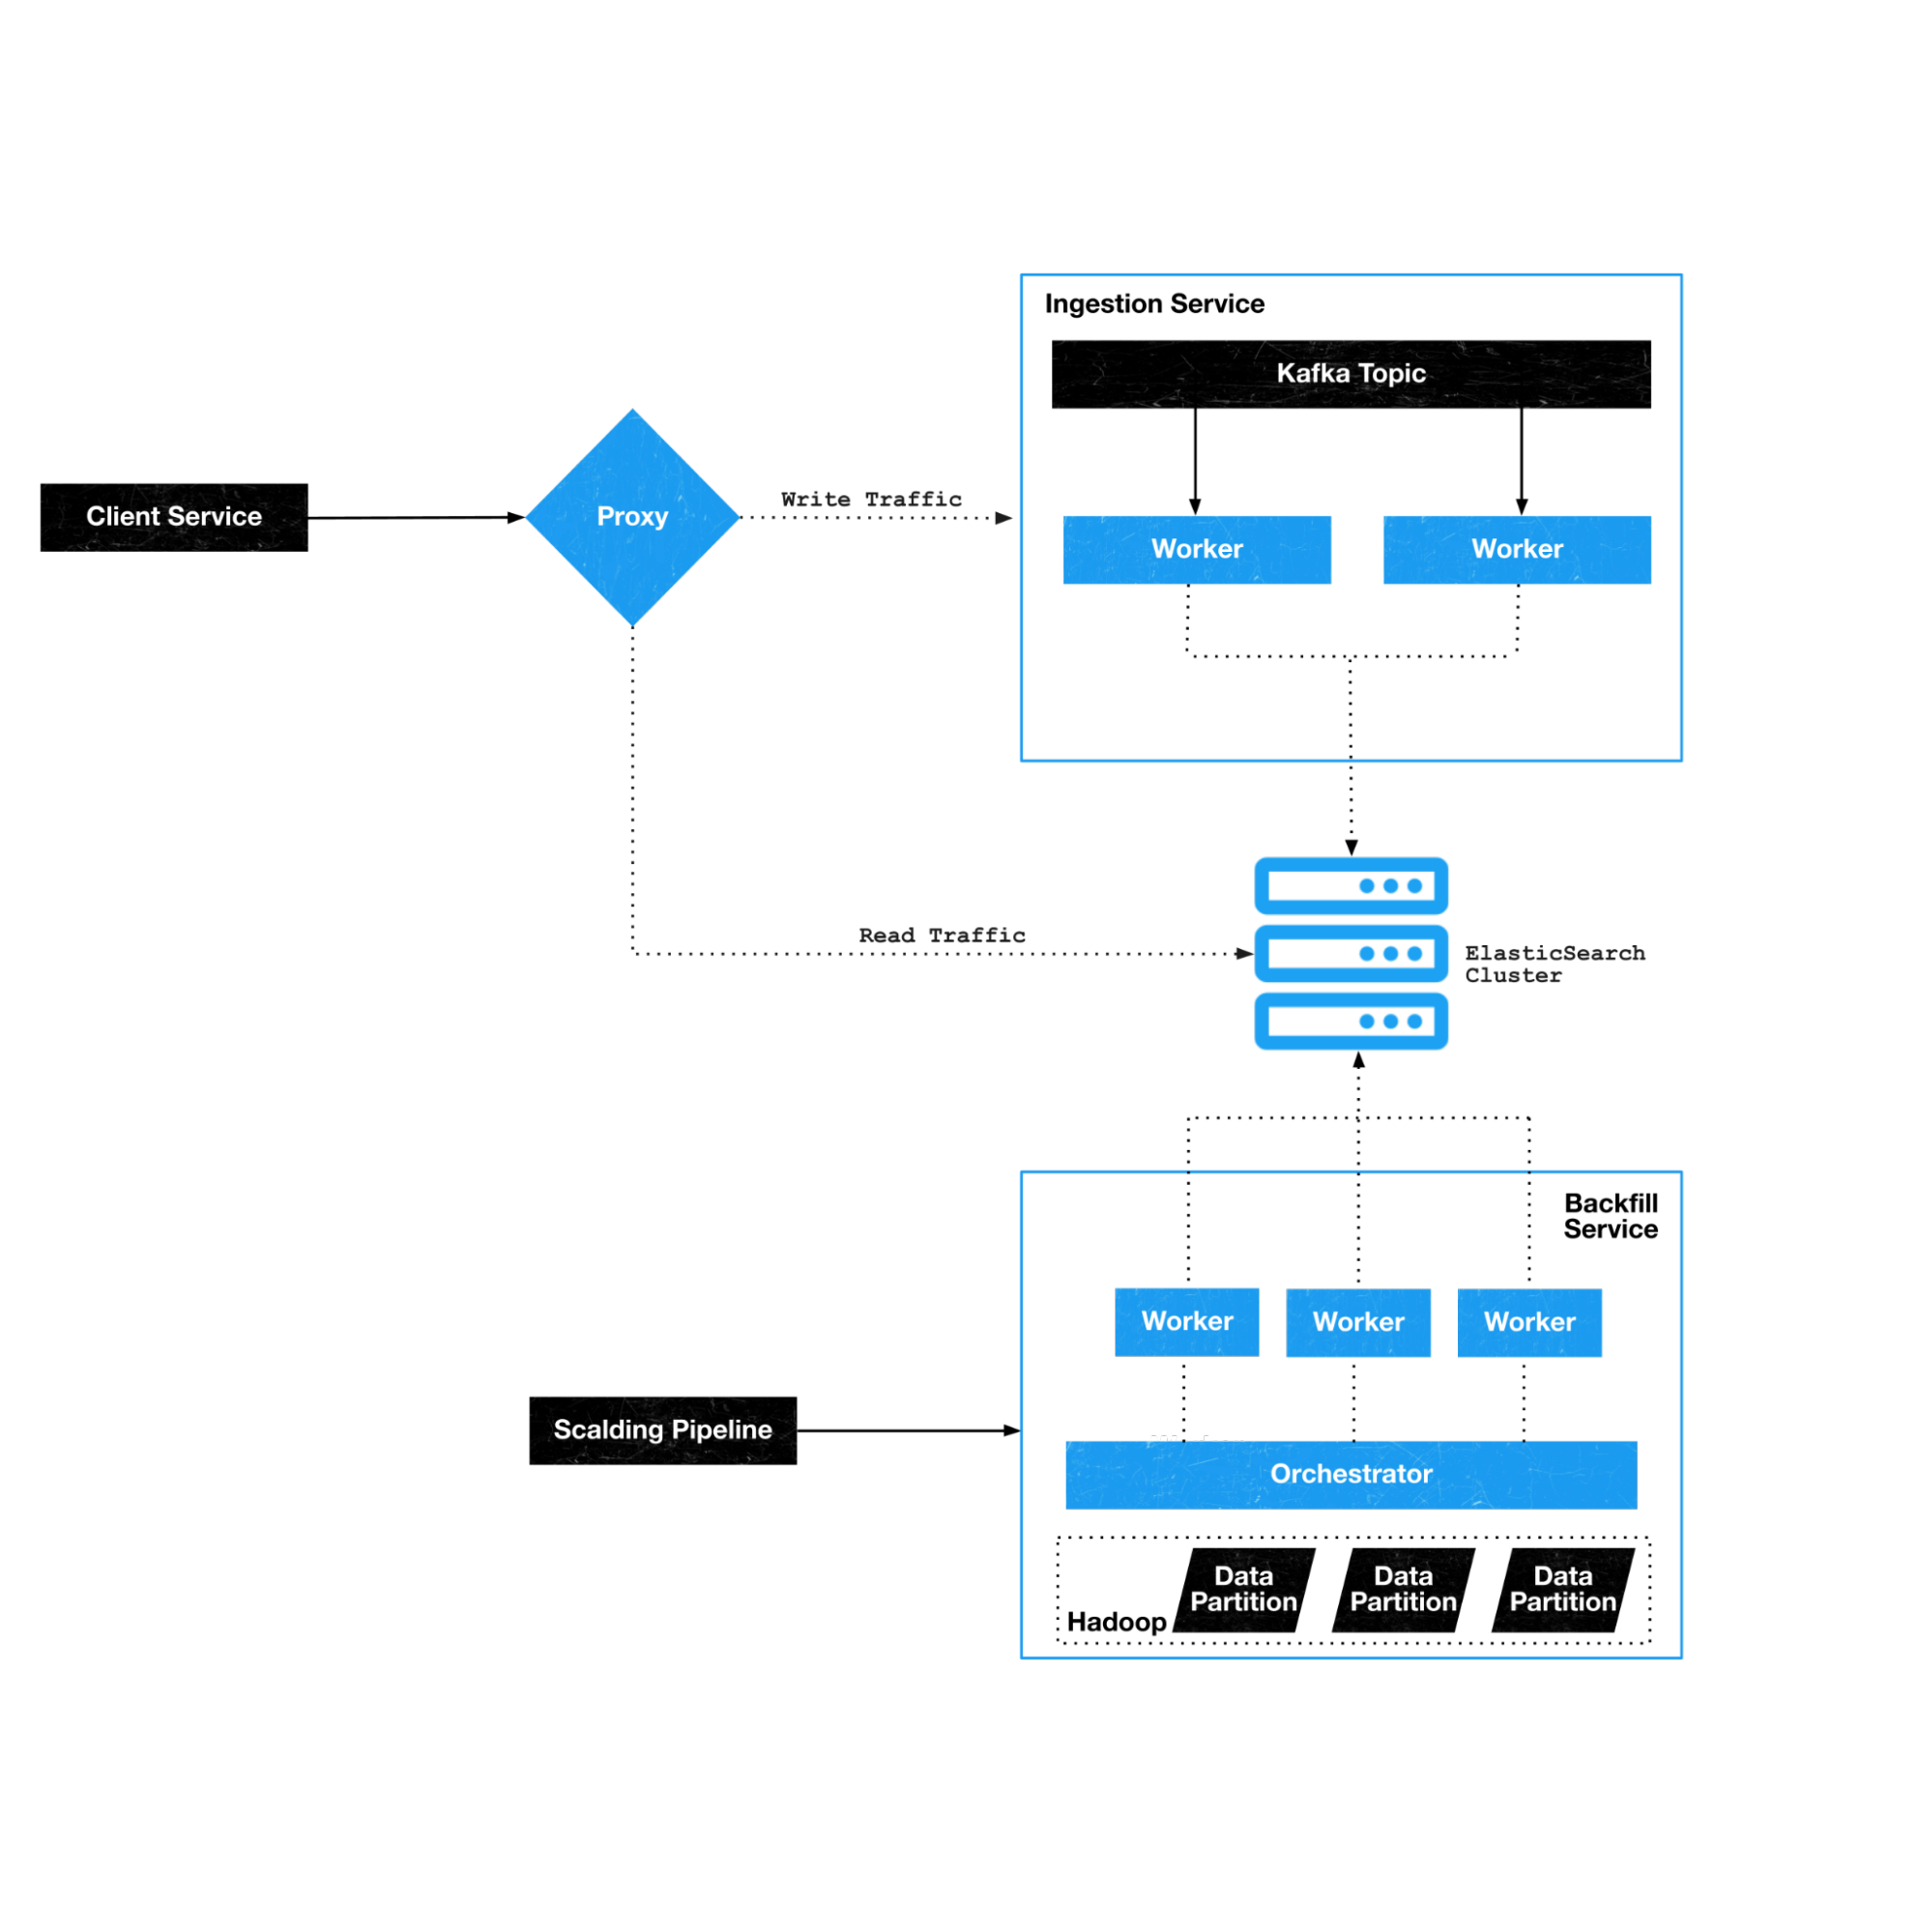 Ingestion Service
Kafka Topic
Client Service
Proxy
Write Traffic
Worker
Worker
Read Traffic
ElasticSearch
Cluster
Backfill
Service
Worker
Worker
Worker
Scalding Pipeline
Orchestrator
Hadoop
Data
Partition
Data
Partition
Data
Partition